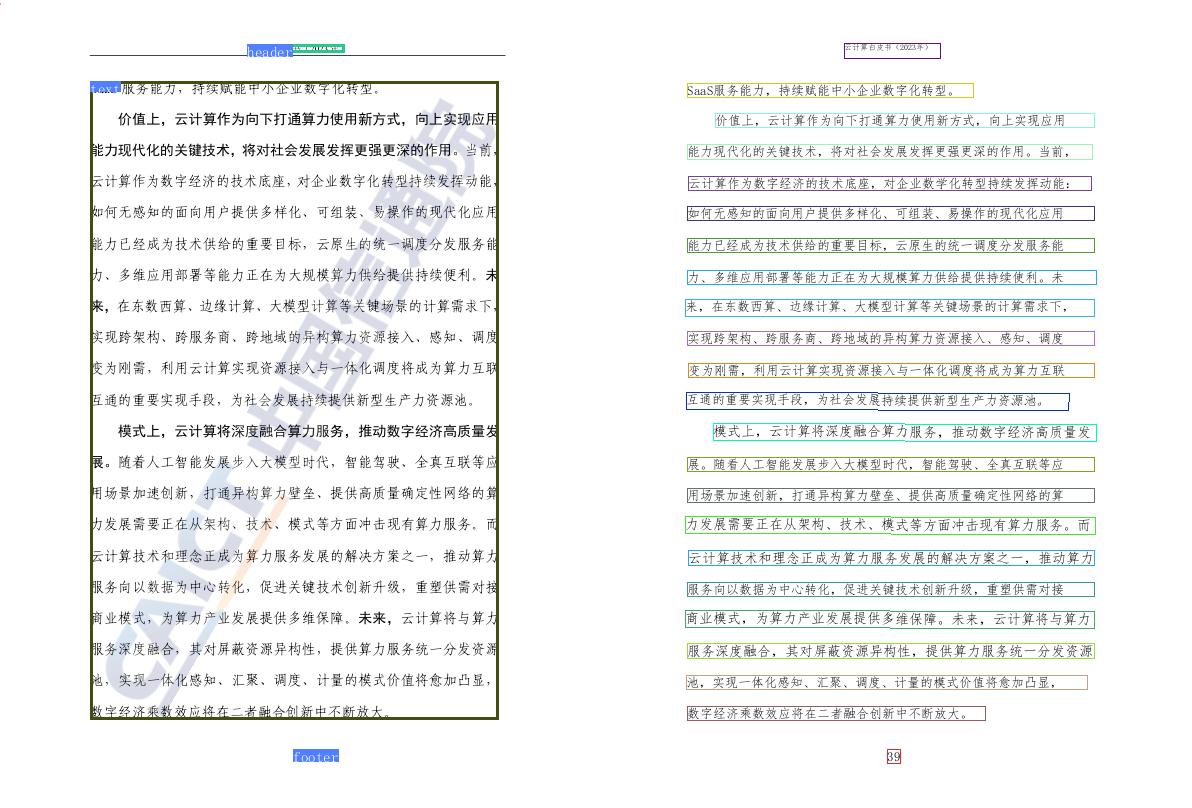 header
text服务能力，持续赋能中小企业数字化转型。
价值上，云计算作为向下打通算力使用新方式，向上实现应用
能力现代化的关键技术，将对社会发展发挥更强更深的作用。当前，
云计算作为数字经济的技术底座，对企业数字化转型持续发挥动能，
如何无感知的面向用户提供多样化、可组装、易操作的现代化应用
能力已经成为技术供给的重要目标，云原生的统一调度分发服务能
力、多维应用部署等能力正在为大规模算力供给提供持续便利。未
来，在东数西算、边缘计算、大模型计算等关键场景的计算需求下，
实现跨架构、跨服务商、跨地域的异构算力资源接入、感知、调度
变为刚需，利用云计算实现资源接入与一体化调度将成为算力互联
互通的重要实现手段，为社会发展持续提供新型生产力资源池。
模式上，云计算将深度融合算力服务，推动数字经济高质量发
展。随着人工智能发展步入大模型时代，智能驾驶、全真互联等应
用场景加速创新，打通异构算力壁垒、提供高质量确定性网络的算
力发展需要正在从架构、技术、模式等方面冲击现有算力服务。而
云计算技术和理念正成为算力服务发展的解决方案之一，推动算力
服务向以数据为中心转化，促进关键技术创新升级，重塑供需对接
商业模式，为算力产业发展提供多维保障。未来，云计算将与算力
服务深度融合，其对屏蔽资源异构性，提供算力服务统一分发资源
池，实现一体化感知、汇聚、调度、计量的模式价值将愈加凸显，
数字经济乘数效应将在二者融合创新中不断放大。
CAICT 中国信通院
footer
云计算白皮书（2023年）
SaaS服务能力，持续赋能中小企业数字化转型。
价值上，云计算作为向下打通算力使用新方式，向上实现应用
能力现代化的关键技术，将对社会发展发挥更强更深的作用。当前，
云计算作为数字经济的技术底座，对企业数学化转型持续发挥动能：
如何无感知的面向用户提供多样化、可组装、易操作的现代化应用
能力已经成为技术供给的重要目标，云原生的统一调度分发服务能
力、多维应用部署等能力正在为大规模算力供给提供持续便利。未
来，在东数西算、边缘计算、大模型计算等关键场景的计算需求下，
实现跨架构、跨服务商、跨地域的异构算力资源接入、感知、调度
变为刚需，利用云计算实现资源接入与一体化调度将成为算力互联
互通的重要实现手段，为社会发展持续提供新型生产力资源池。
模式上，云计算将深度融合算力服务，推动数字经济高质量发
展。随着人工智能发展步入大模型时代，智能驾驶、全真互联等应
用场景加速创新，打通异构算力壁垒、提供高质量确定性网络的算
力发展需要正在从架构、技术、模式等方面冲击现有算力服务。而
云计算技术和理念正成为算力服务发展的解决方案之一，推动算力
服务向以数据为中心转化，促进关键技术创新升级，重塑供需对接
商业模式，为算力产业发展提供多维保障。未来，云计算将与算力
服务深度融合，其对屏蔽资源异构性，提供算力服务统一分发资源
池，实现一体化感知、汇聚、调度、计量的模式价值将愈加凸显，
数字经济乘数效应将在二者融合创新中不断放大。
39